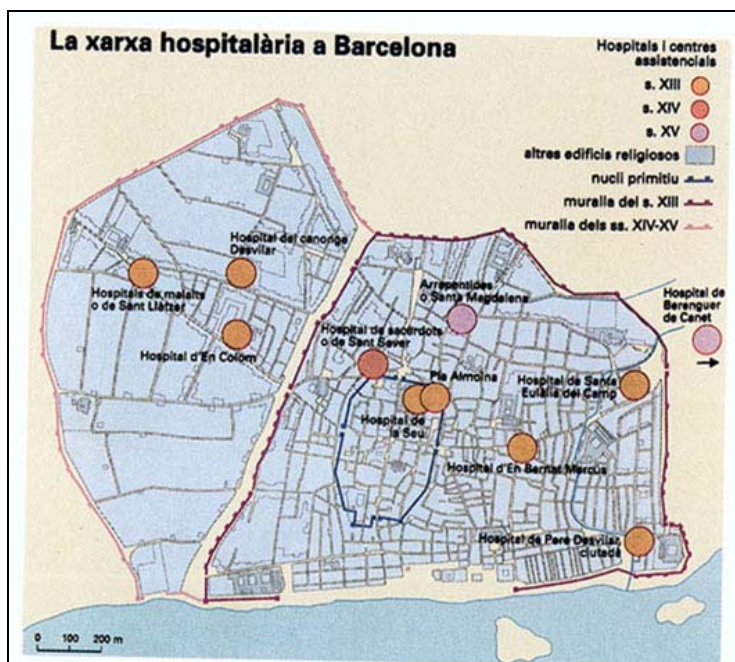 La xarxa hospitalària a Barcelona
Hospitals i centres
assistencials
s. XIII
s. XIV
s. XV
altres edificis religiosos
nucli primitiu
muralla del s. XIII
muralla dels ss. XIV-XV
Hospital del canonge
Desvilar
Hospitals de malalts
o de Sant Llàtzer
Hospital d'En Colom
Arrepentides
o Santa Magdalena
Hospital de
Berenguer
de Canet
Hospital de sacerdots
o de Sant Sever
Pia Almoina
Hospital de Santa
Eulàlia del Camp
Hospital de
la Seu
Hospital d'En Bernat Marcús
Hospital de Pere Desvilar,
ciutadà
0 100 200 m